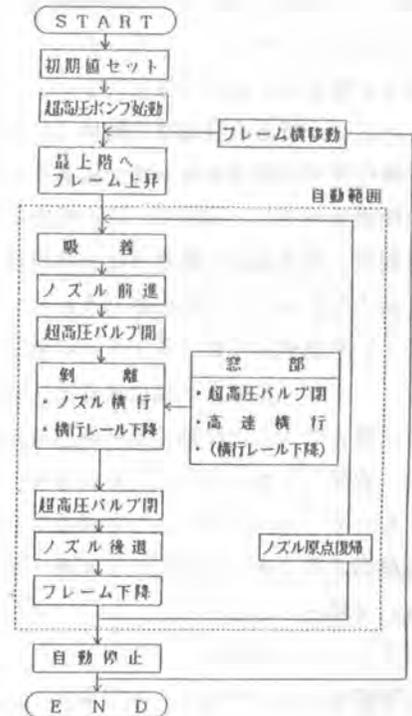 START
初期値セット
超高圧ポンプ始動
フレーム横移動
最上階へ
フレーム上昇
自動範囲
吸着
ノズル前進
超高圧バルブ開
剝離
・ノズル横行
・横行レール下降
窓部
・超高圧バルブ閉
・高速横行
・(横行レール下降)
超高圧バルブ閉
ノズル後退
ノズル原点復帰
フレーム下降
自動停止
END